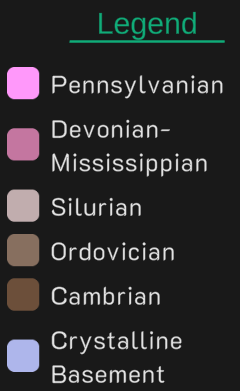 Legend
Pennsylvanian
Devonian-
Mississippian
Silurian
Ordovician
Cambrian
Crystalline
Basement